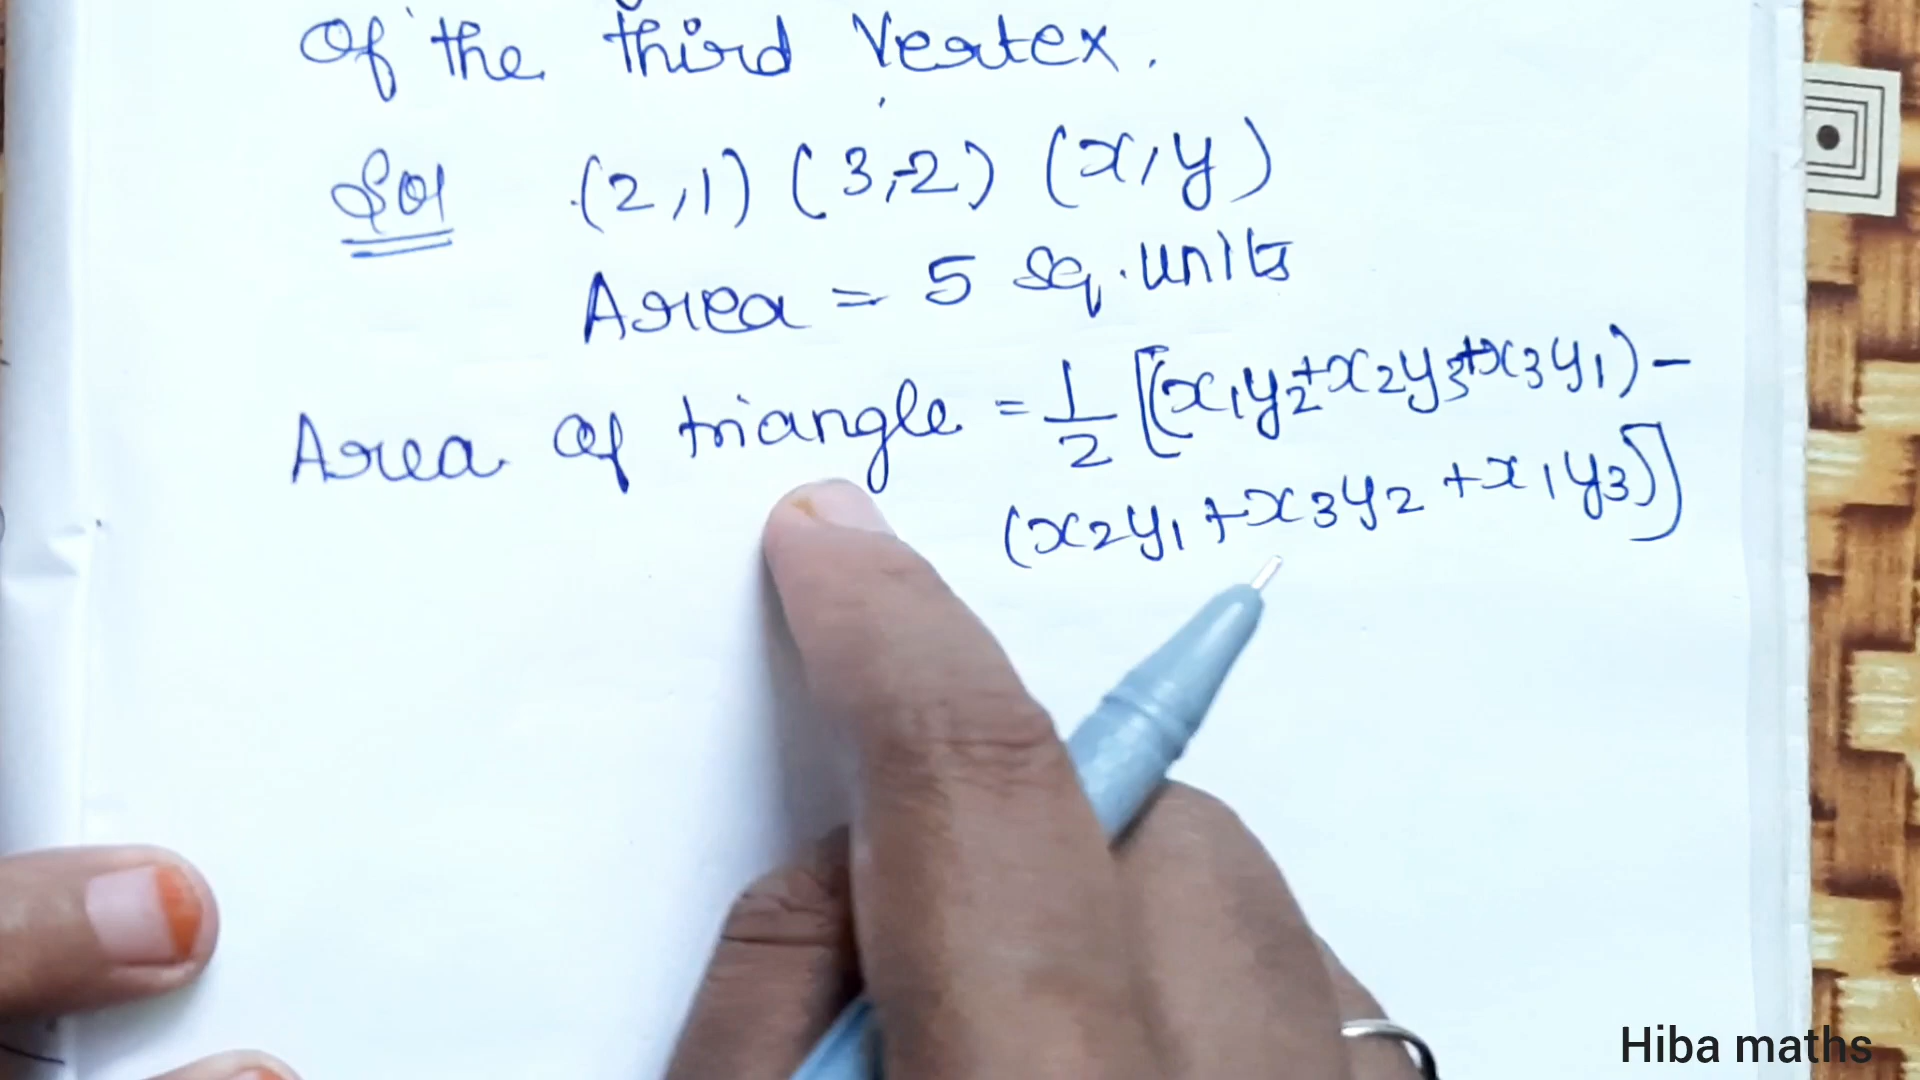 Of the third Vertex.
Sol (2,1) (3,-2) (x,y)
Area = 5 sq.units
Area of triangle = 1/2 [(x1y2+x2y3+x3y1) -
(x2y1+x3y2+x1y3)]
Hiba maths